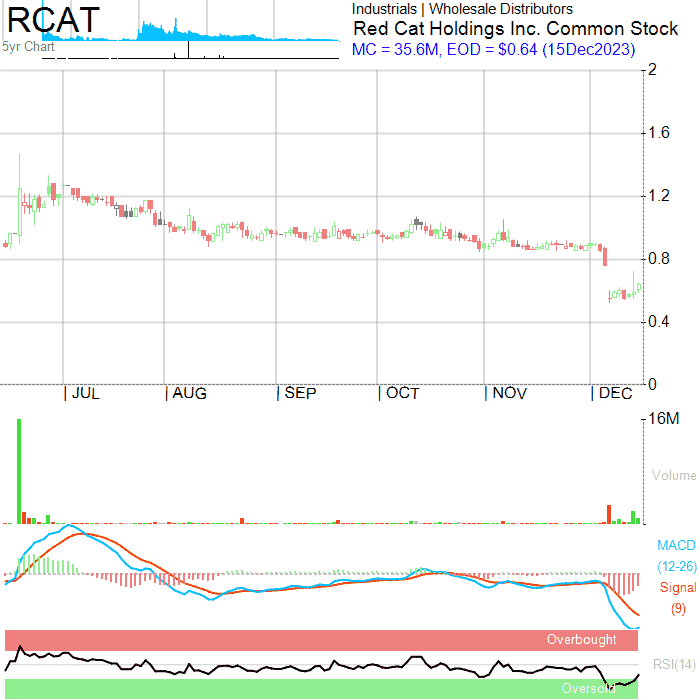 RCAT
5yr Chart
Industrials | Wholesale Distributors
Red Cat Holdings Inc. Common Stock
MC = 35.6M, EOD = $0.64 (15Dec2023)
2
1.6
1.2
0.8
0.4
0
| JUL | AUG | SEP | OCT | NOV | DEC
16M
Volume
MACD
(12-26)
Signal
(9)
Overbought
RSI(14)
Oversold